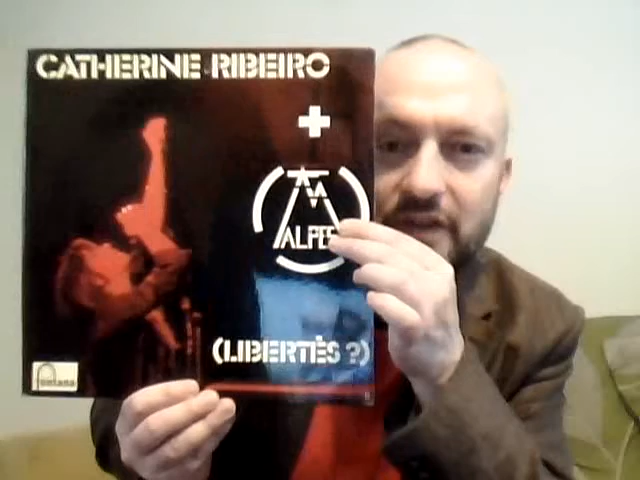 CATHERINE RIBEIRO
+
ALPES
(LIBERTÉS ?)
fontana